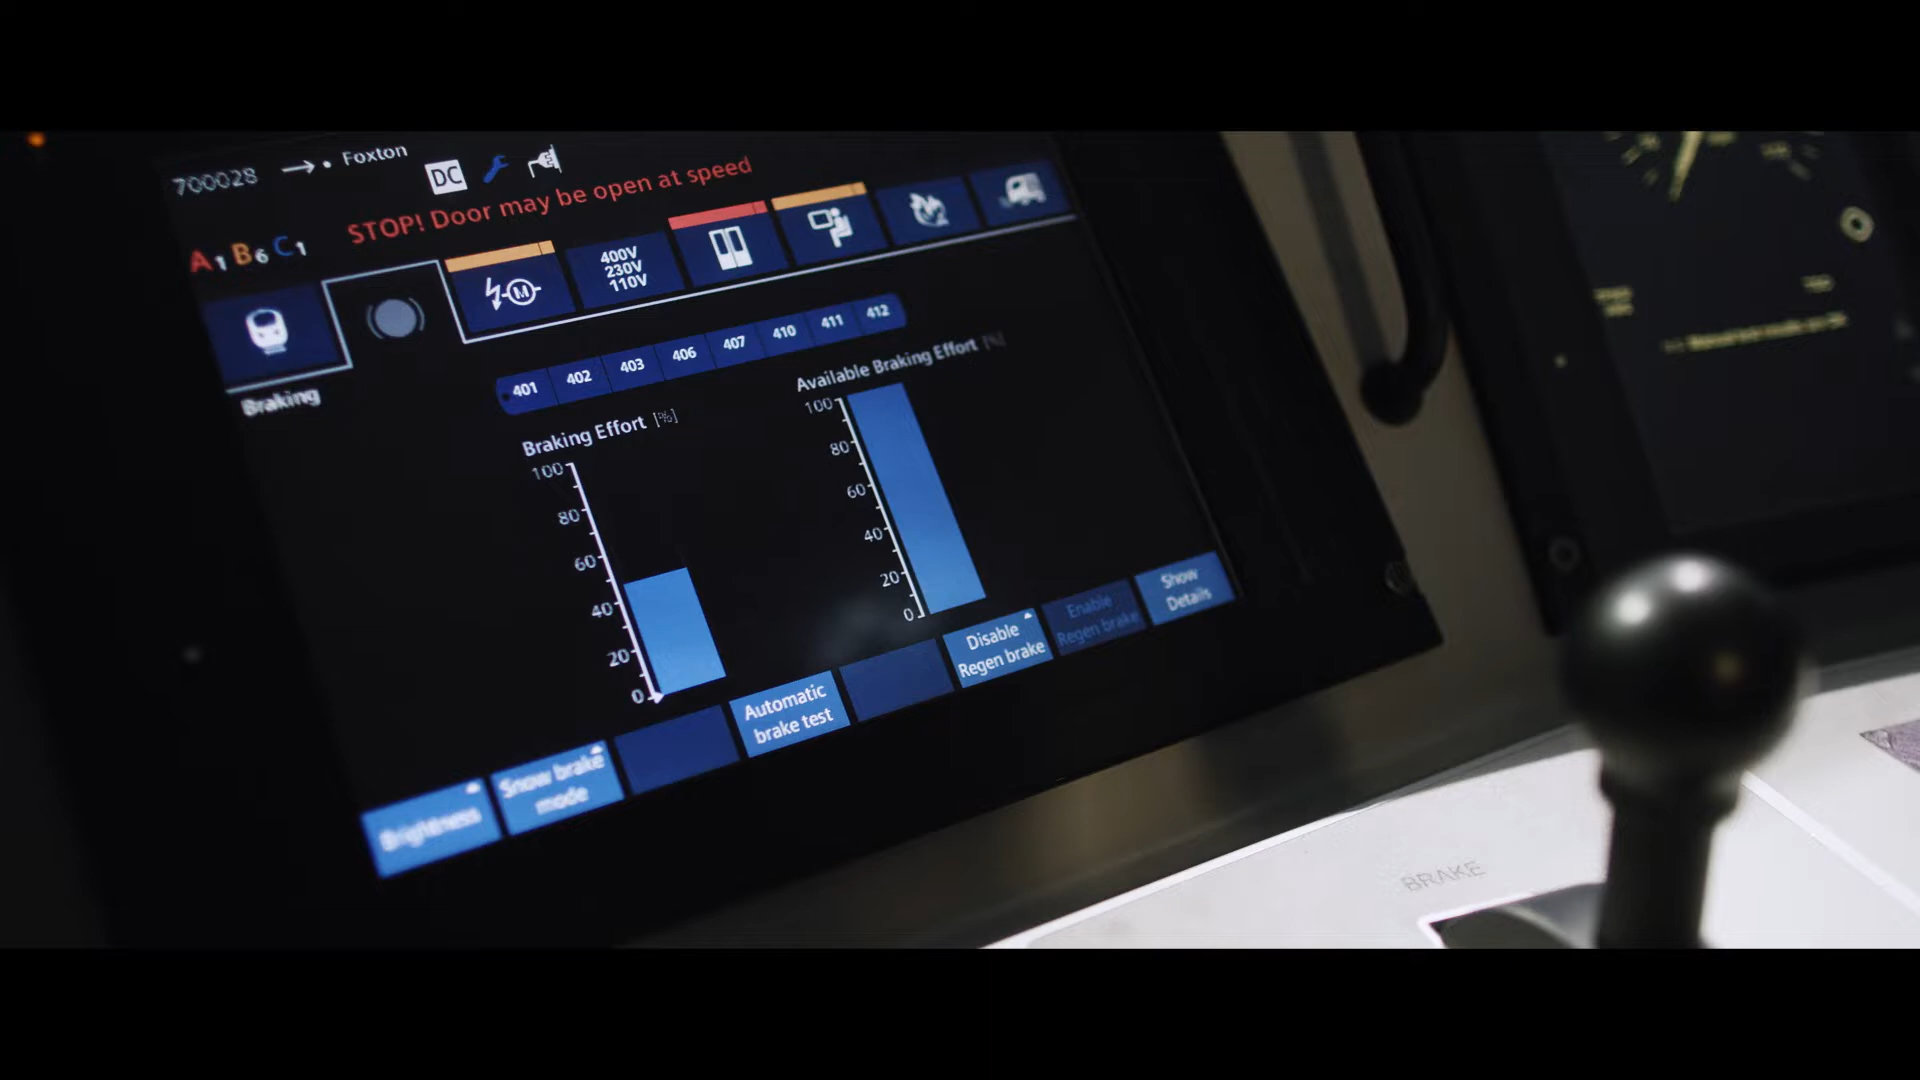 700028 → • Foxton
DC
STOP! Door may be open at speed
A1 B6 C1
M
400V
230V
110V
401 402 403 406 407 410 411 412
Braking
Braking Effort [%]
100
80
60
40
20
0
Available Braking Effort [%]
100
80
60
40
20
0
Brightness
Snow brake
mode
Automatic
brake test
Disable
Regen brake
Enable
Regen brake
Show
Details
BRAKE